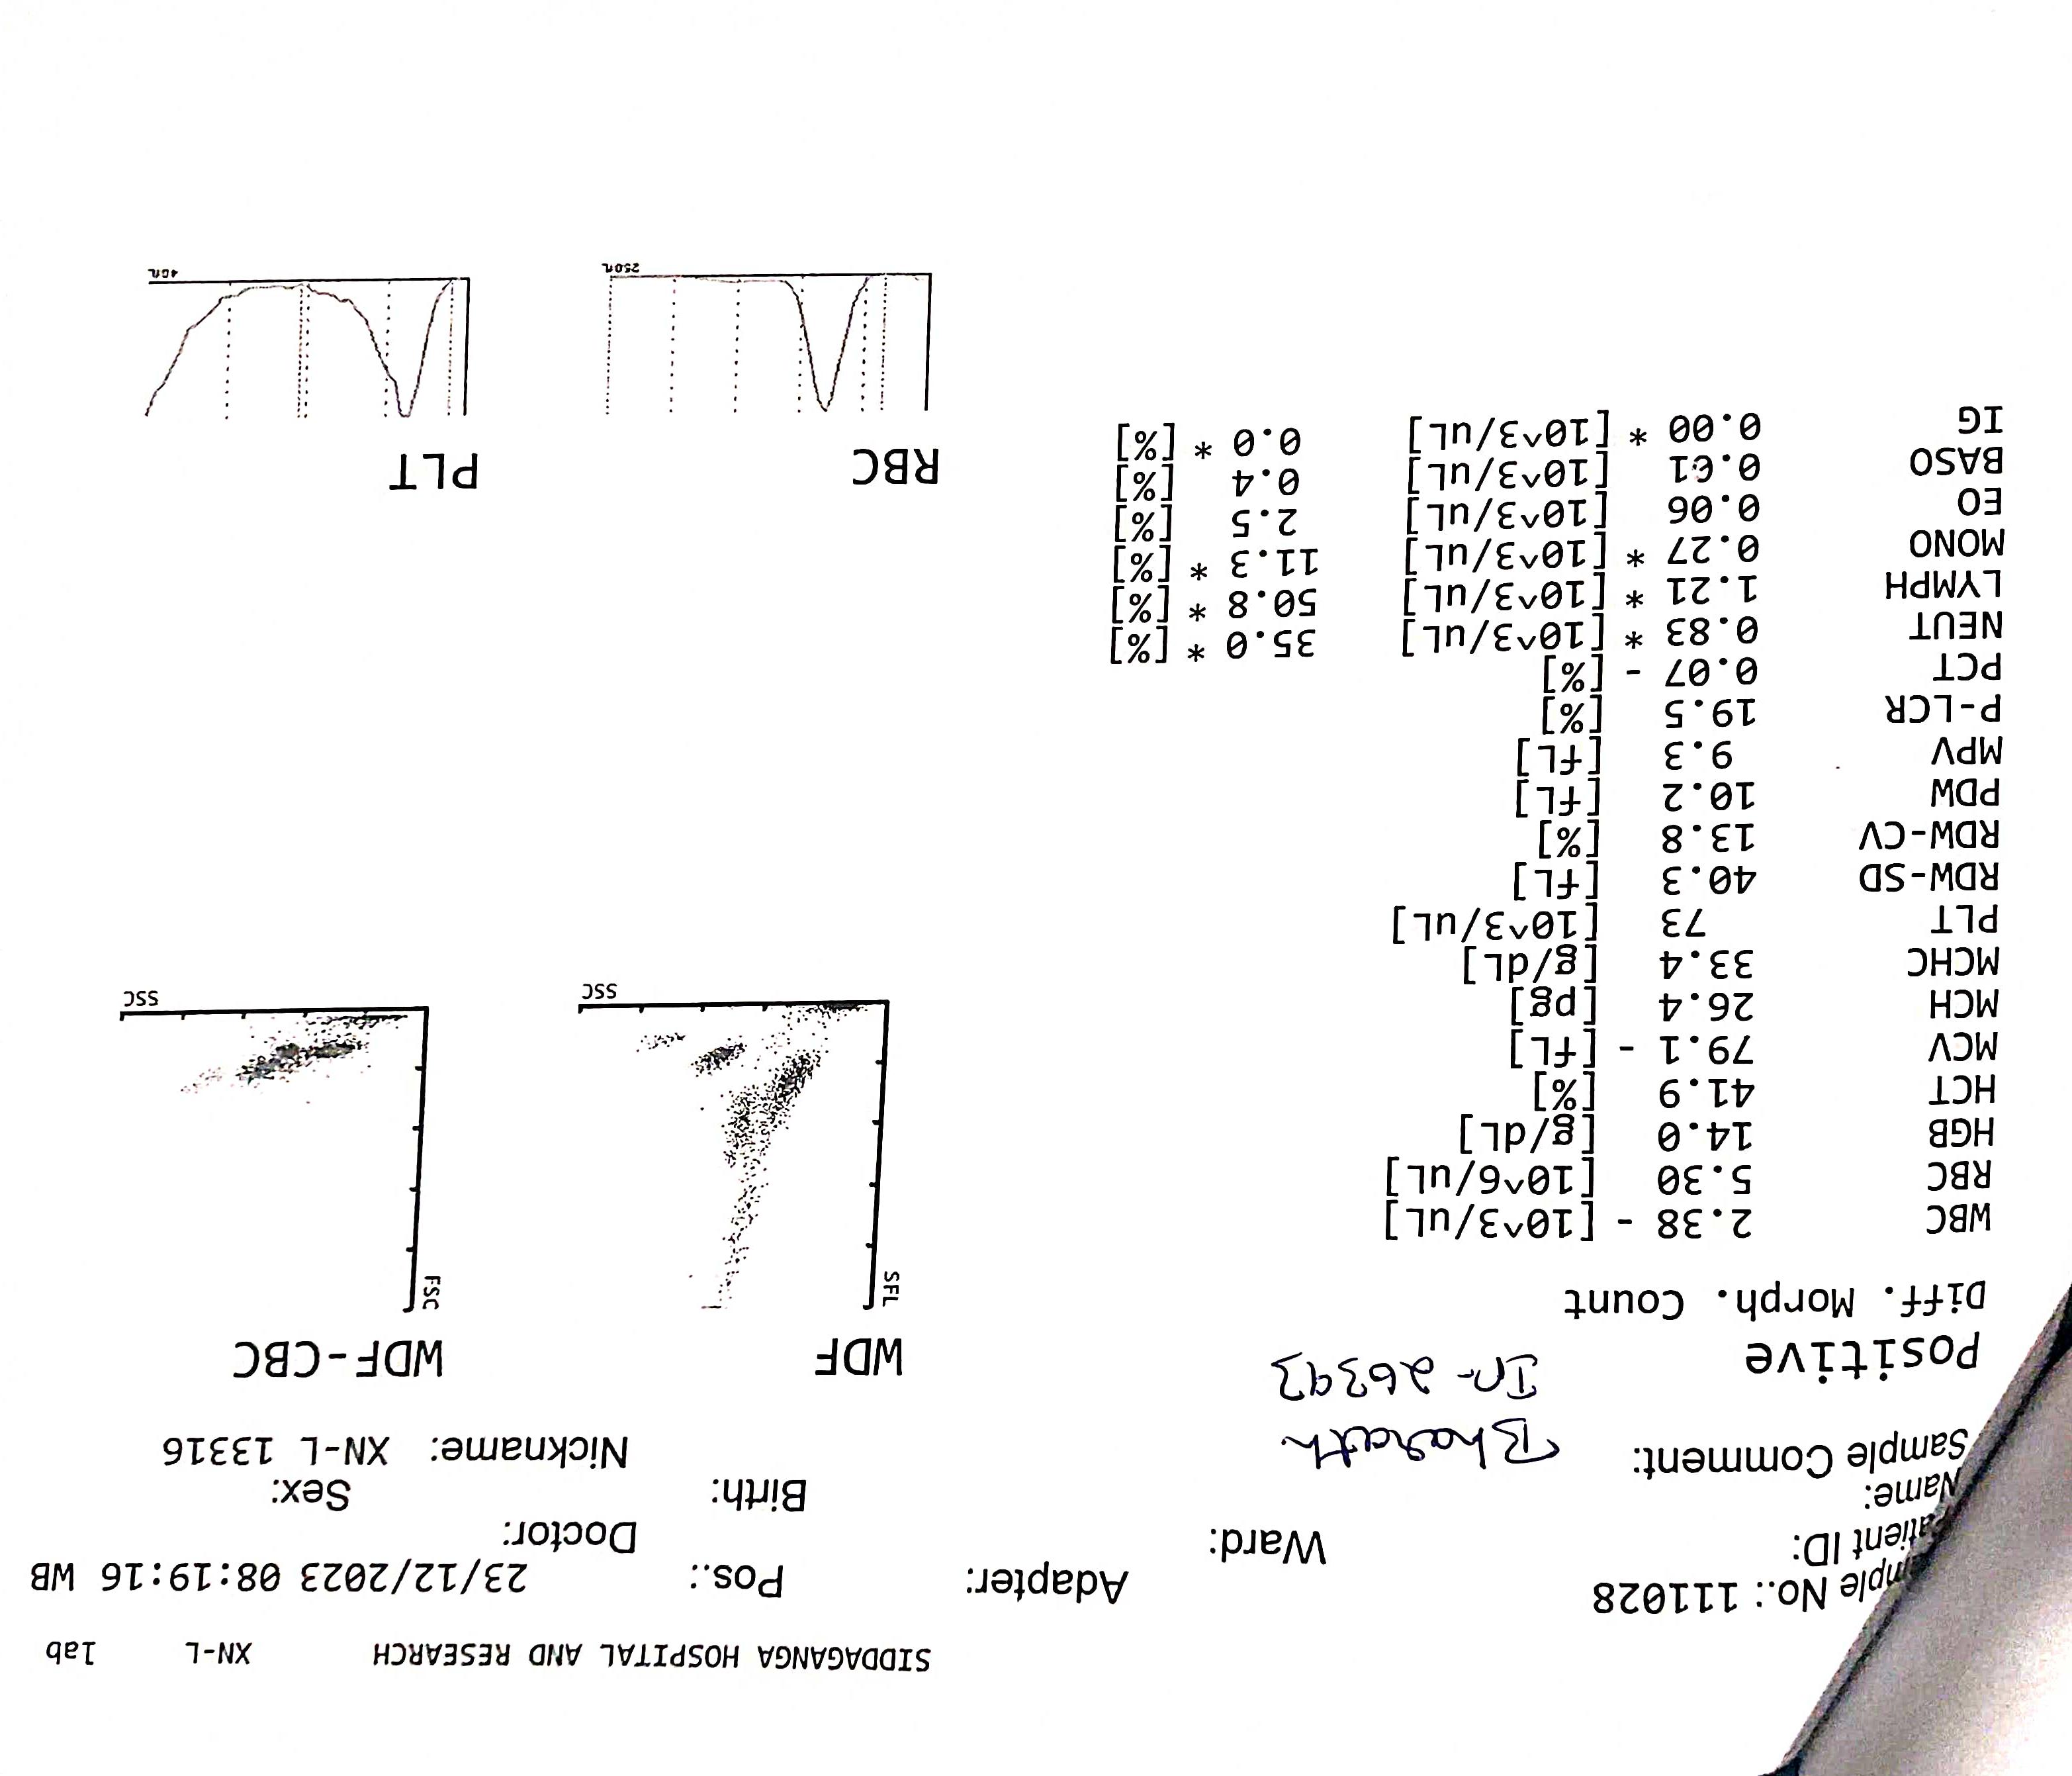 SIDDAGANGA HOSPITAL AND RESEARCH XN-L lab
mple No.: 111028 Adapter: Pos.: 23/12/2023 08:19:16 WB
atient ID: Ward: Doctor:
Name: Birth: Sex:
Sample Comment: Nickname: XN-L 13316
Bharath
26393
Positive
Diff. Morph. Count
WBC 2.38 - [10^3/uL]
RBC 5.30 [10^6/uL]
HGB 14.0 [g/dL]
HCT 41.9 [%]
MCV 79.1 - [fL]
MCH 26.4 [pg]
MCHC 33.4 [g/dL]
PLT 73 [10^3/uL]
RDW-SD 40.3 [fL]
RDW-CV 13.8 [%]
PDW 10.2 [fL]
MPV 9.3 [fL]
P-LCR 19.5 [%]
PCT 0.07 - [%]
NEUT 0.83 * [10^3/uL] 35.0 * [%]
LYMPH 1.21 * [10^3/uL] 50.8 * [%]
MONO 0.27 * [10^3/uL] 11.3 * [%]
EO 0.06 [10^3/uL] 2.5 [%]
BASO 0.01 [10^3/uL] 0.4 [%]
IG 0.00 * [10^3/uL] 0.0 * [%]
WDF WDF-CBC
SFL FSC
SSC SSC
RBC PLT
250fL 40fL